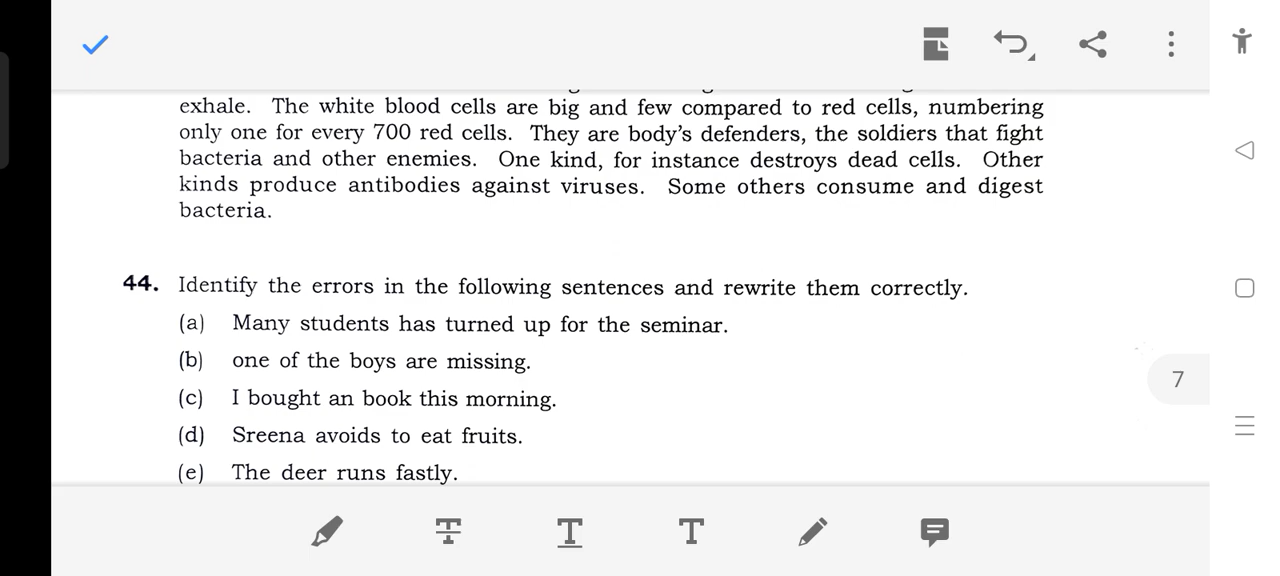 exhale. The white blood cells are big and few compared to red cells, numbering
only one for every 700 red cells. They are body's defenders, the soldiers that fight
bacteria and other enemies. One kind, for instance destroys dead cells. Other
kinds produce antibodies against viruses. Some others consume and digest
bacteria.
44. Identify the errors in the following sentences and rewrite them correctly.
(a) Many students has turned up for the seminar.
(b) one of the boys are missing.
(c) I bought an book this morning.
7
(d) Sreena avoids to eat fruits.
(e) The deer runs fastly.
T T T